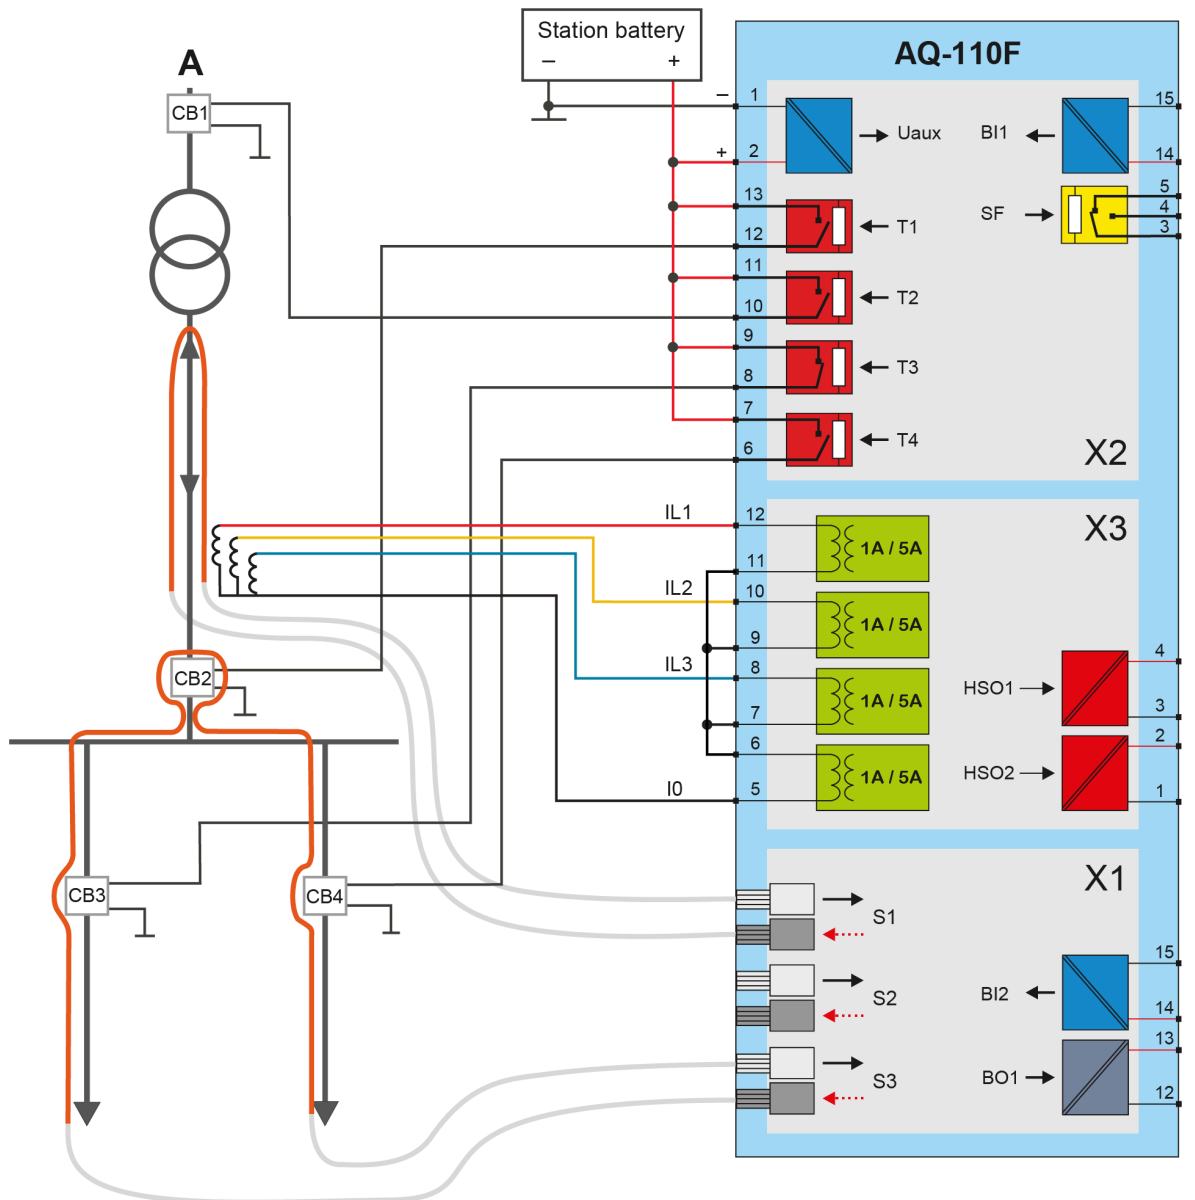 Station battery
– +
A
AQ-110F
CB1
–
1
Uaux
+
2
BI1
15
14
13
T1
12
SF
5
4
3
11
T2
10
9
T3
8
7
T4
6
X2
IL1
12
1A / 5A
11
X3
IL2
10
1A / 5A
9
IL3
8
1A / 5A
7
6
1A / 5A
I0
5
HSO1
4
3
HSO2
2
1
CB2
CB3
CB4
X1
S1
S2
S3
BI2
15
14
BO1
13
12